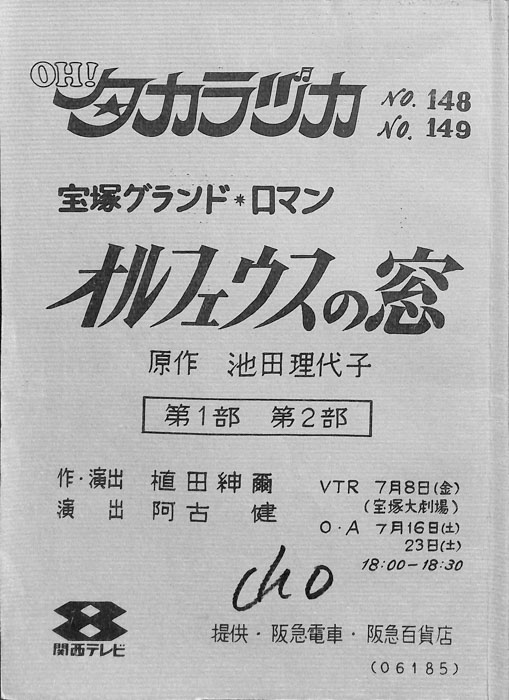 OH!タカラヅカ NO. 148
NO. 149
宝塚グランド*ロマン
オルフェウスの窓
原作 池田理代子
第1部 第2部
作・演出 植田紳爾
演出 阿古健
VTR 7月8日(金)
(宝塚大劇場)
O・A 7月16日(土)
23日(土)
18:00-18:30
cho
提供・阪急電車・阪急百貨店
関西テレビ
(06185)